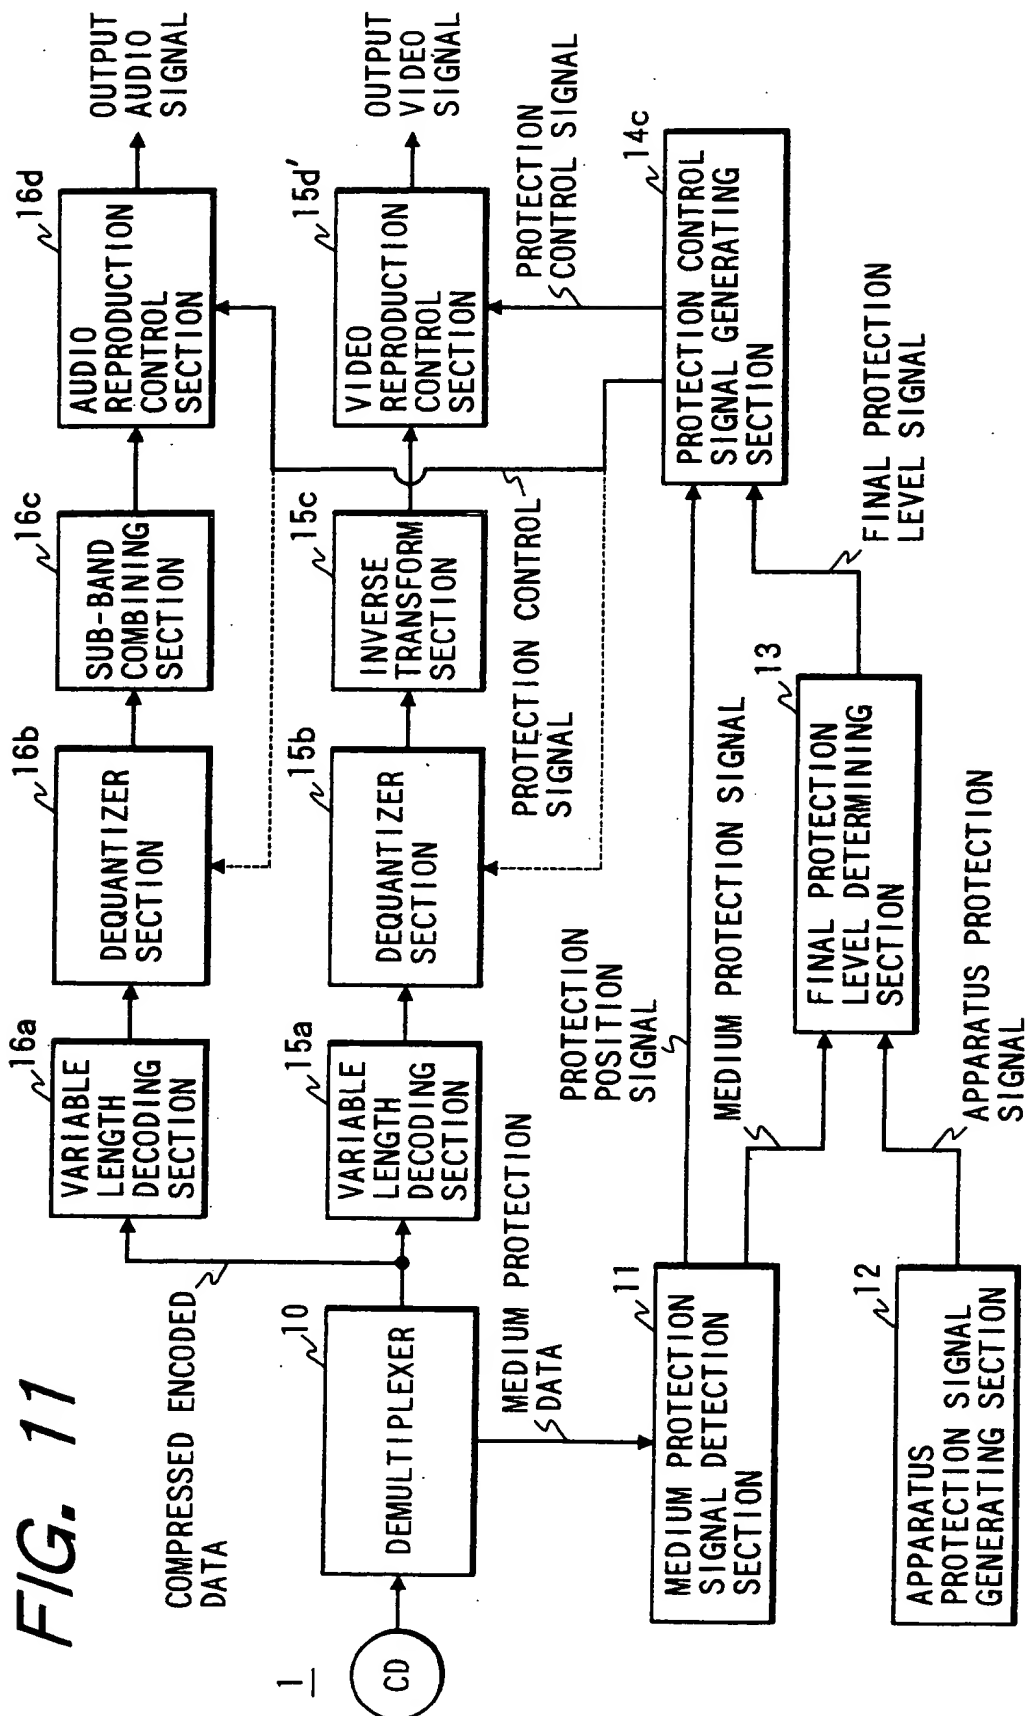 FIG. 11
1
CD
10
DEMULTIPLEXER
COMPRESSED ENCODED
DATA
MEDIUM PROTECTION
DATA
16a
VARIABLE
LENGTH
DECODING
SECTION
16b
DEQUANTIZER
SECTION
16c
SUB-BAND
COMBINING
SECTION
16d
AUDIO
REPRODUCTION
CONTROL
SECTION
OUTPUT
AUDIO
SIGNAL
15a
VARIABLE
LENGTH
DECODING
SECTION
15b
DEQUANTIZER
SECTION
15c
INVERSE
TRANSFORM
SECTION
15d'
VIDEO
REPRODUCTION
CONTROL
SECTION
OUTPUT
VIDEO
SIGNAL
PROTECTION CONTROL
SIGNAL
PROTECTION
CONTROL SIGNAL
PROTECTION
POSITION
SIGNAL
11
MEDIUM PROTECTION
SIGNAL DETECTION
SECTION
MEDIUM PROTECTION SIGNAL
14c
PROTECTION CONTROL
SIGNAL GENERATING
SECTION
12
APPARATUS
PROTECTION SIGNAL
GENERATING SECTION
APPARATUS PROTECTION
SIGNAL
13
FINAL PROTECTION
LEVEL DETERMINING
SECTION
FINAL PROTECTION
LEVEL SIGNAL